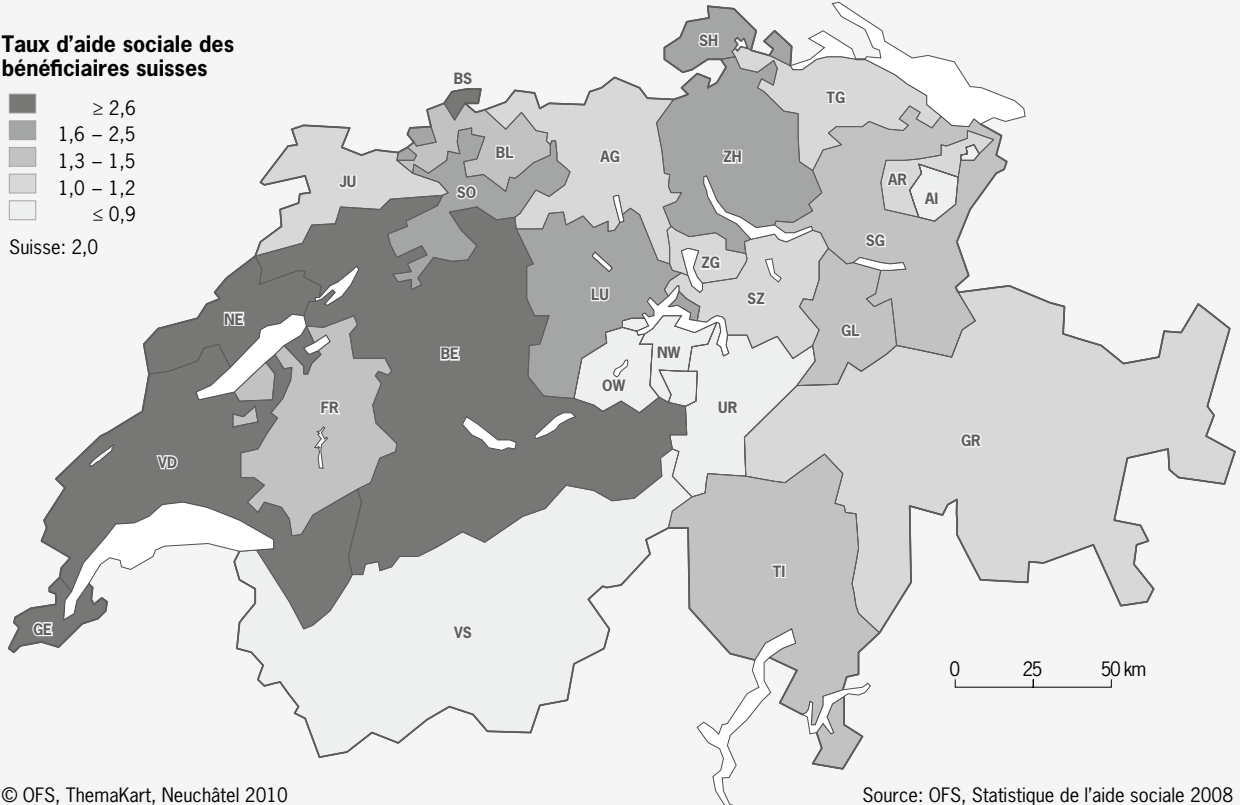 Taux d'aide sociale des
bénéficiaires suisses
≥ 2,6
1,6 – 2,5
1,3 – 1,5
1,0 – 1,2
≤ 0,9
Suisse: 2,0
SH
BS
TG
BL
AG
ZH
JU
SO
AR
AI
SG
ZG
LU
SZ
NE
GL
BE
NW
OW
FR
UR
GR
VD
TI
GE
VS
0 25 50 km
© OFS, ThemaKart, Neuchâtel 2010
Source: OFS, Statistique de l'aide sociale 2008